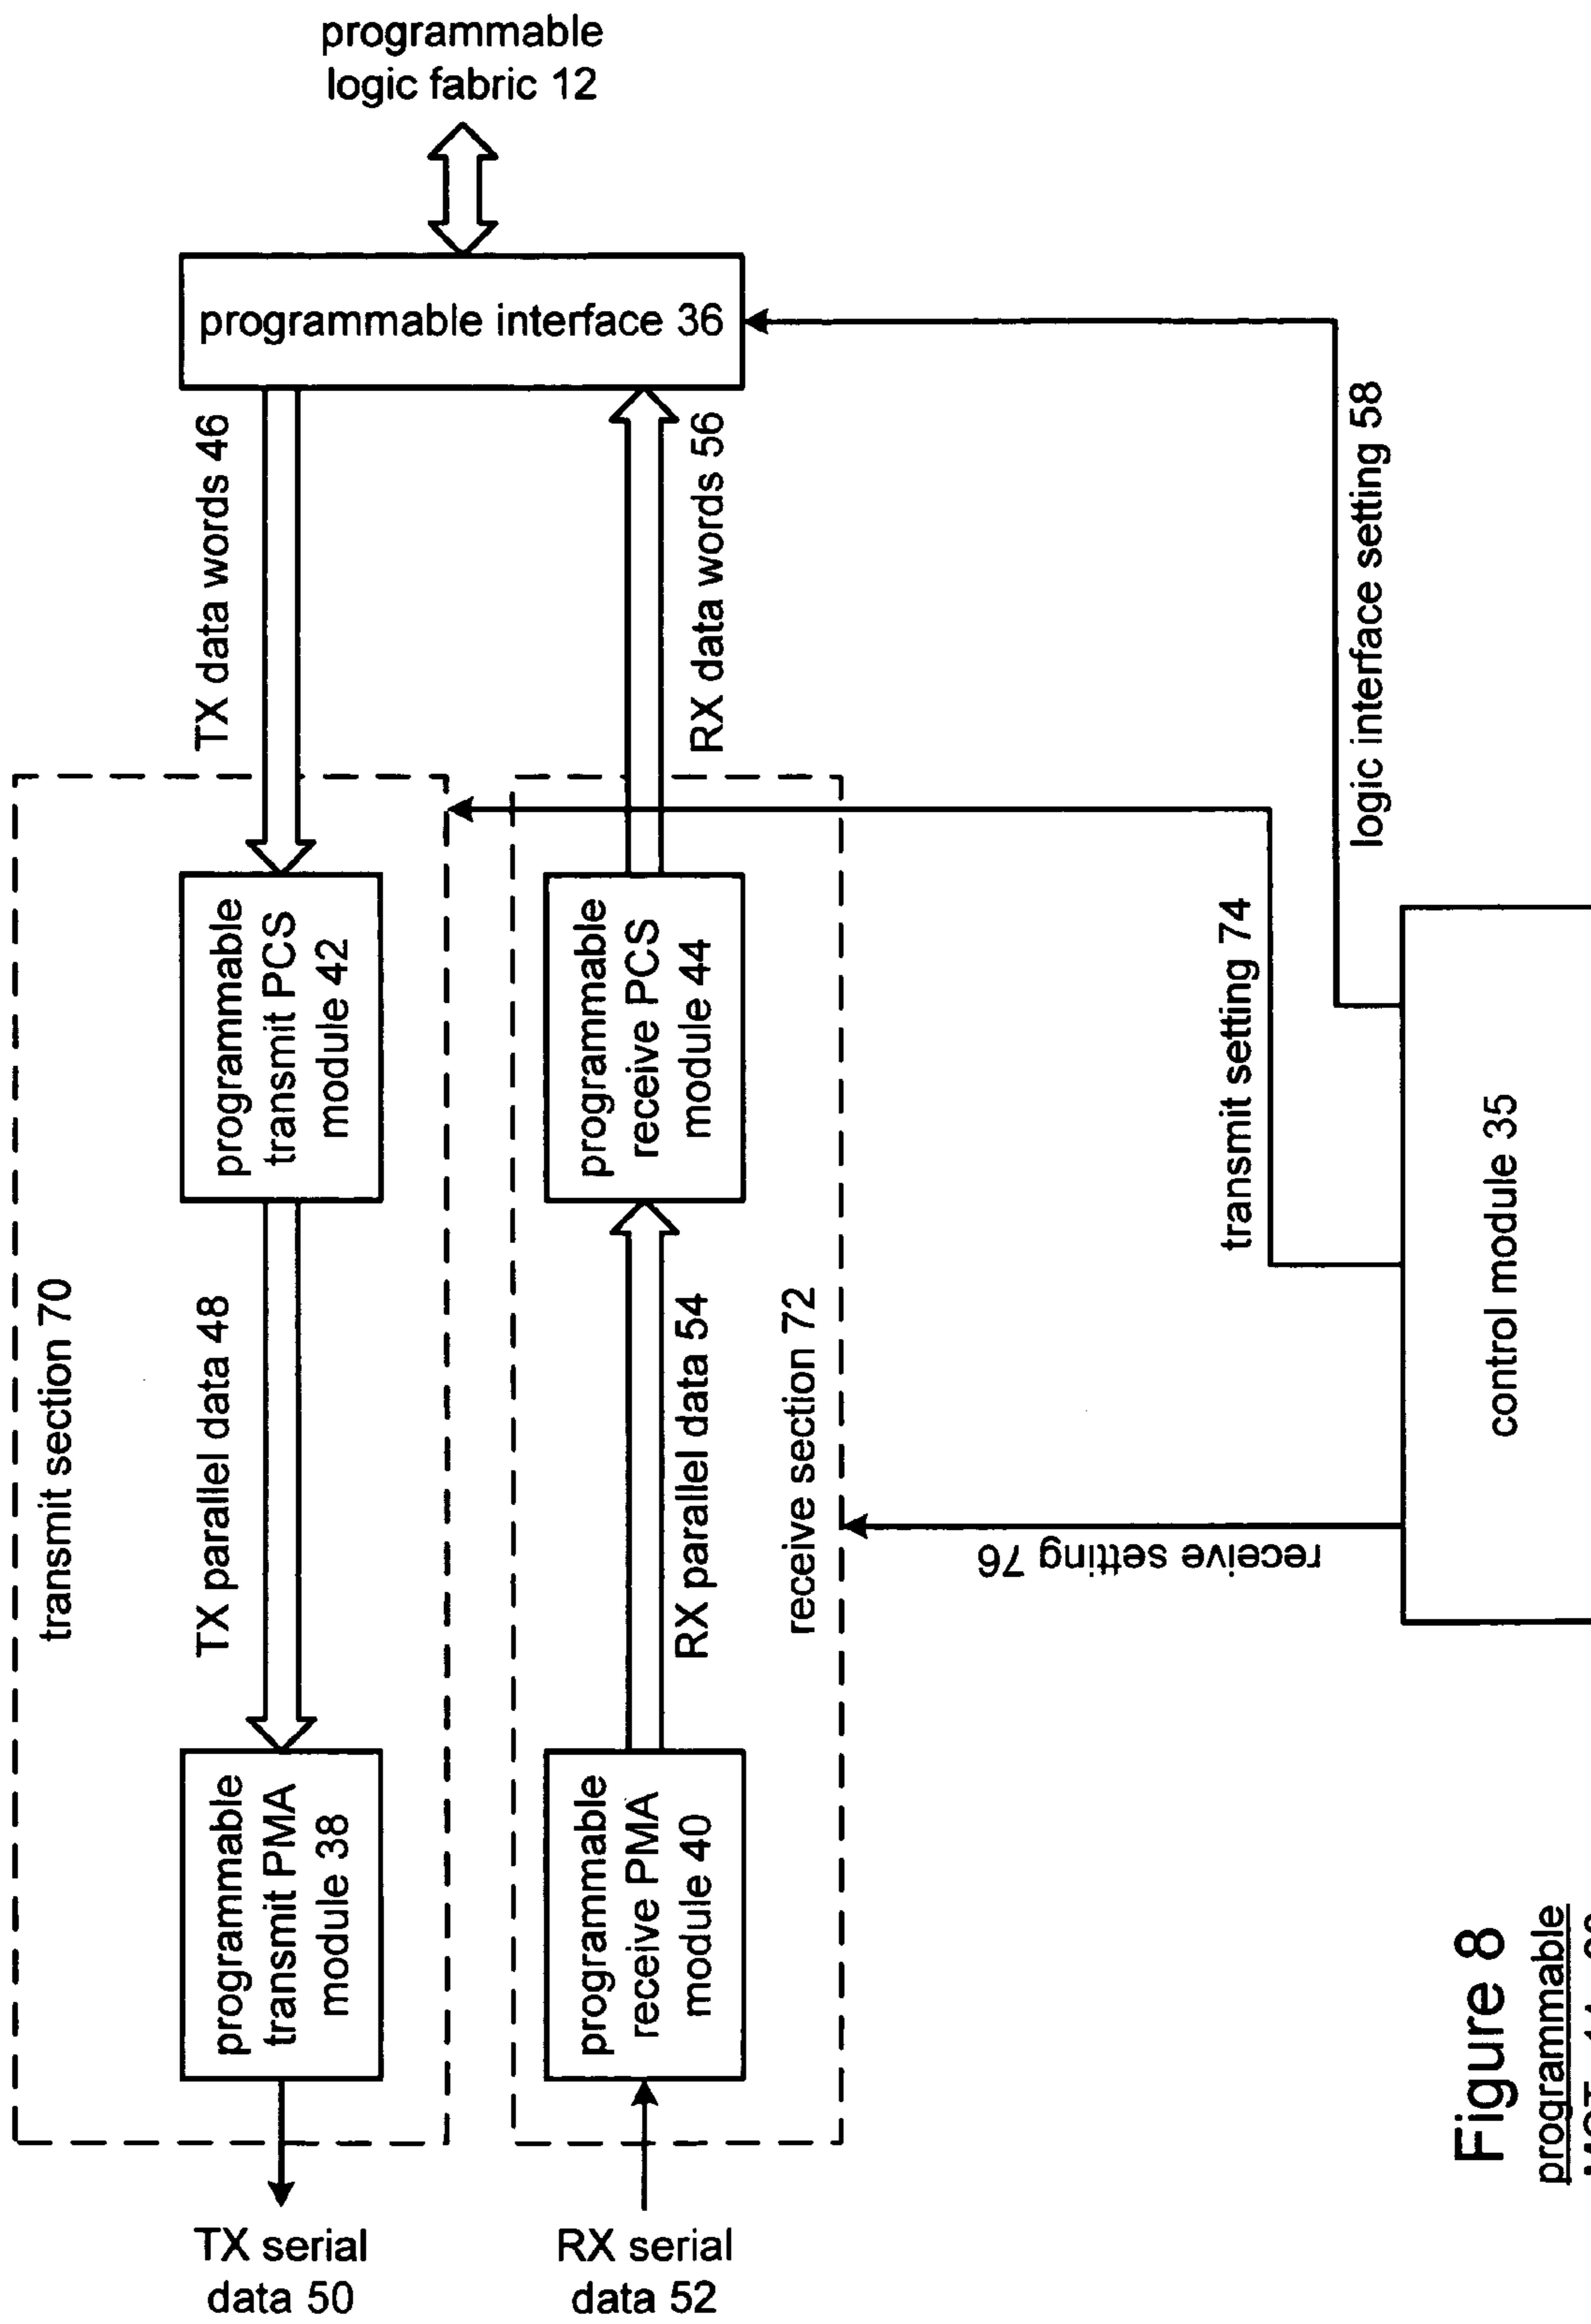 programmable
logic fabric 12
programmable interface 36
TX data words 46
RX data words 56
logic interface setting 58
transmit section 70
programmable
transmit PCS
module 42
programmable
receive PCS
module 44
transmit setting 74
TX parallel data 48
RX parallel data 54
receive section 72
receive setting 76
control module 35
programmable
transmit PMA
module 38
programmable
receive PMA
module 40
TX serial
data 50
RX serial
data 52
Figure 8
programmable